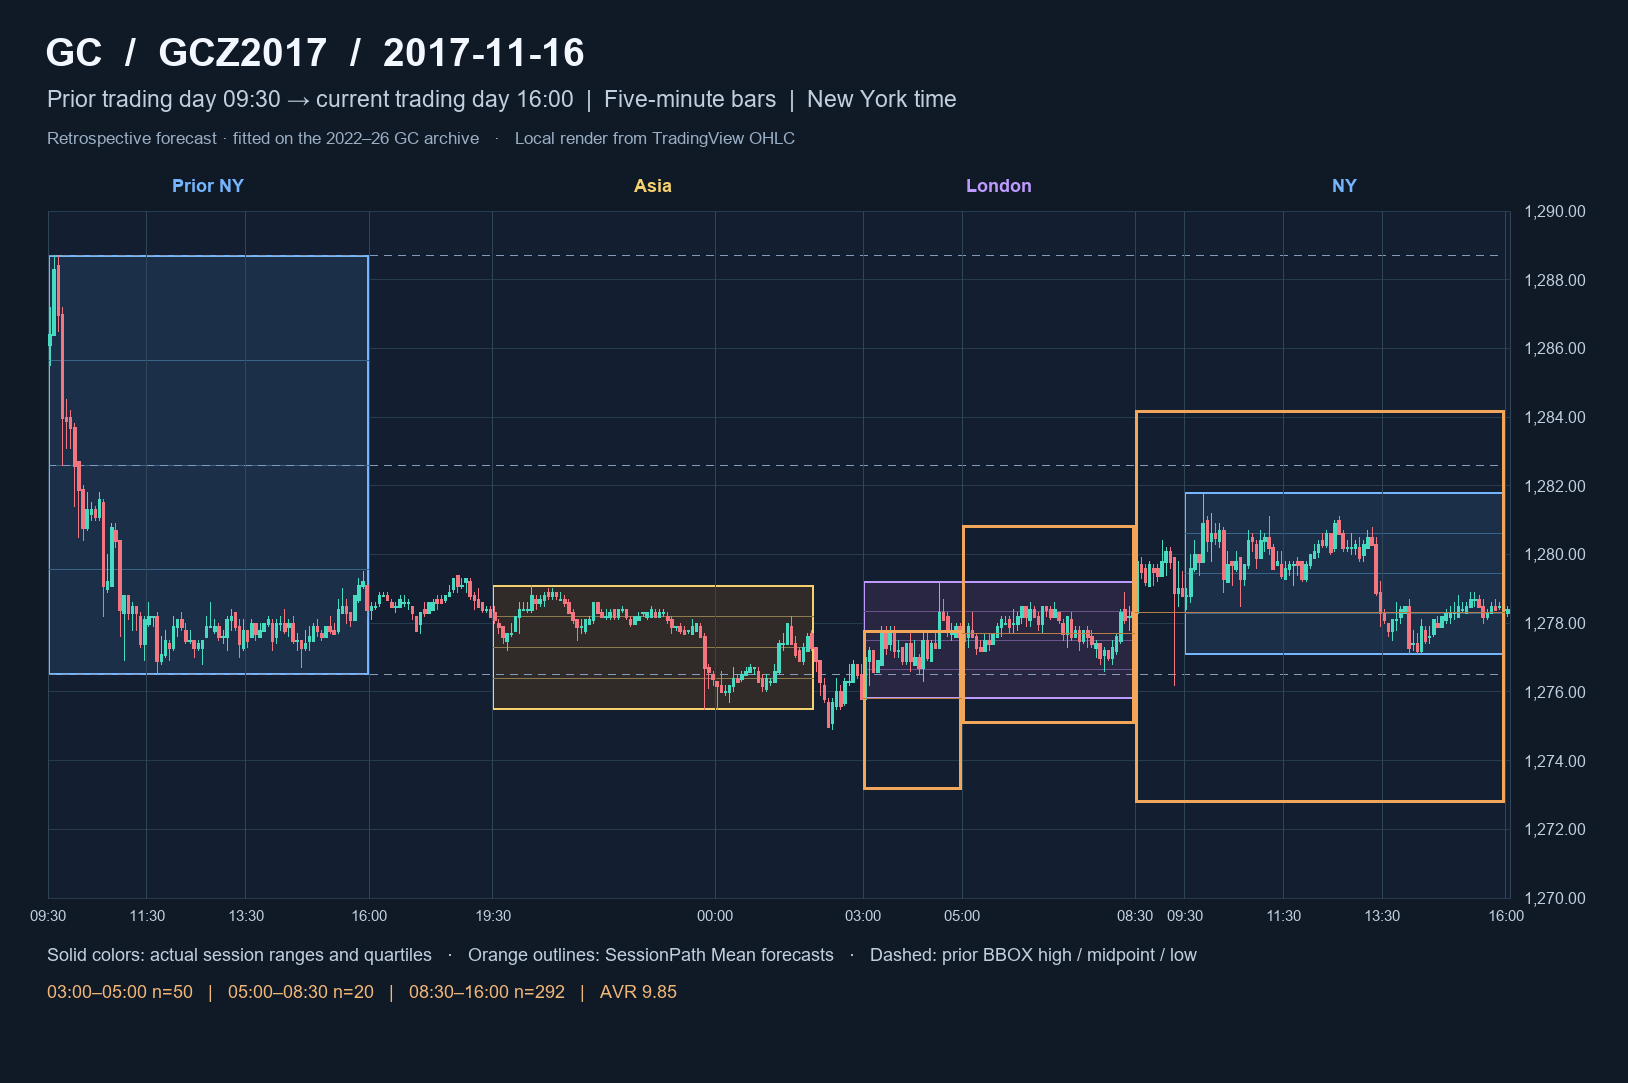 GC / GCZ2017 / 2017-11-16
Prior trading day 09:30 → current trading day 16:00 | Five-minute bars | New York time
Retrospective forecast · fitted on the 2022–26 GC archive · Local render from TradingView OHLC
Prior NY Asia London NY
1,290.00
1,288.00
1,286.00
1,284.00
1,282.00
1,280.00
1,278.00
1,276.00
1,274.00
1,272.00
1,270.00
09:30 11:30 13:30 16:00 19:30 00:00 03:00 05:00 08:30 09:30 11:30 13:30 16:00
Solid colors: actual session ranges and quartiles · Orange outlines: SessionPath Mean forecasts · Dashed: prior BBOX high / midpoint / low
03:00–05:00 n=50 | 05:00–08:30 n=20 | 08:30–16:00 n=292 | AVR 9.85